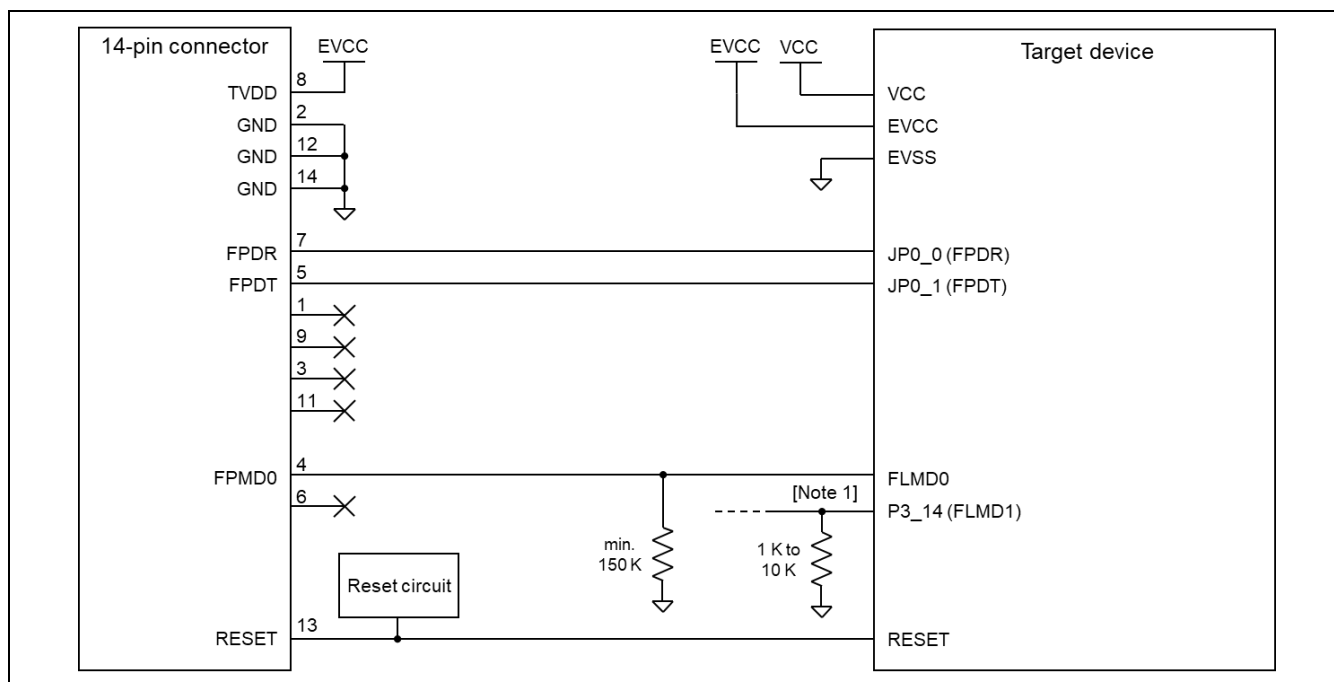 14-pin connector
EVCC
EVCC
VCC
Target device
8
TVDD
VCC
2
GND
EVCC
12
GND
EVSS
14
GND
7
FPDR
JP0_0 (FPDR)
5
FPDT
JP0_1 (FPDT)
1
9
3
11
4
FPMD0
FLMD0
6
[Note 1]
P3_14 (FLMD1)
min.
150 K
1 K to
10 K
Reset circuit
13
RESET
RESET